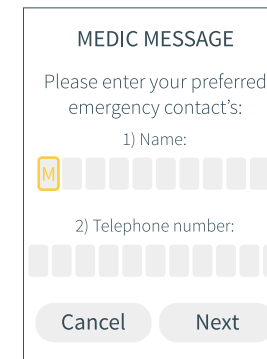 MEDIC MESSAGE
Please enter your preferred
emergency contact's:
1) Name:
M
2) Telephone number:
Cancel
Next